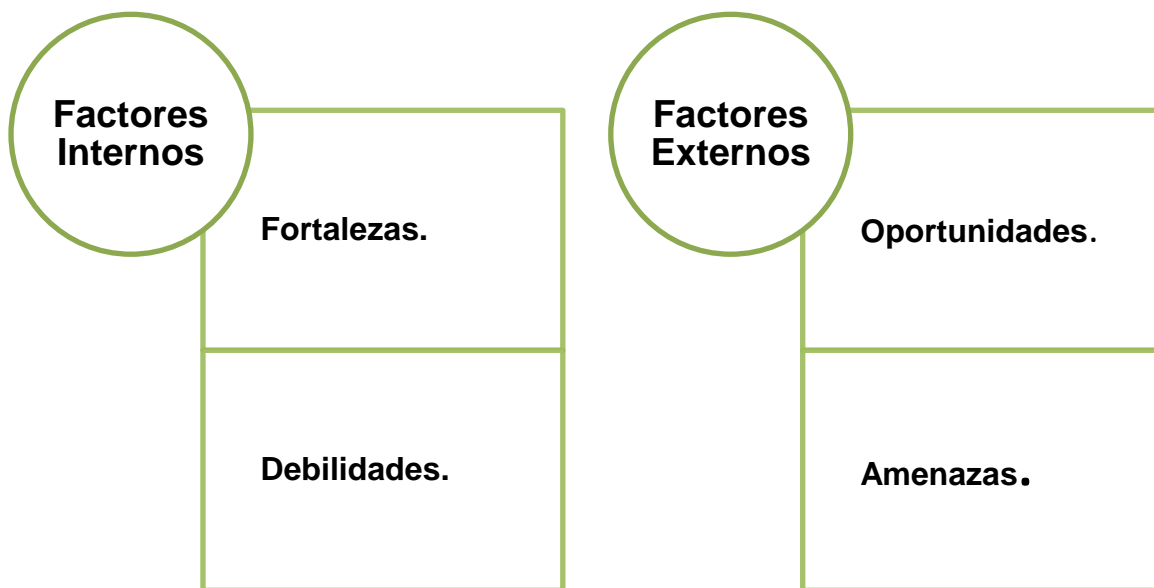 Factores
Internos
Fortalezas.
Debilidades.
Factores
Externos
Oportunidades.
Amenazas.